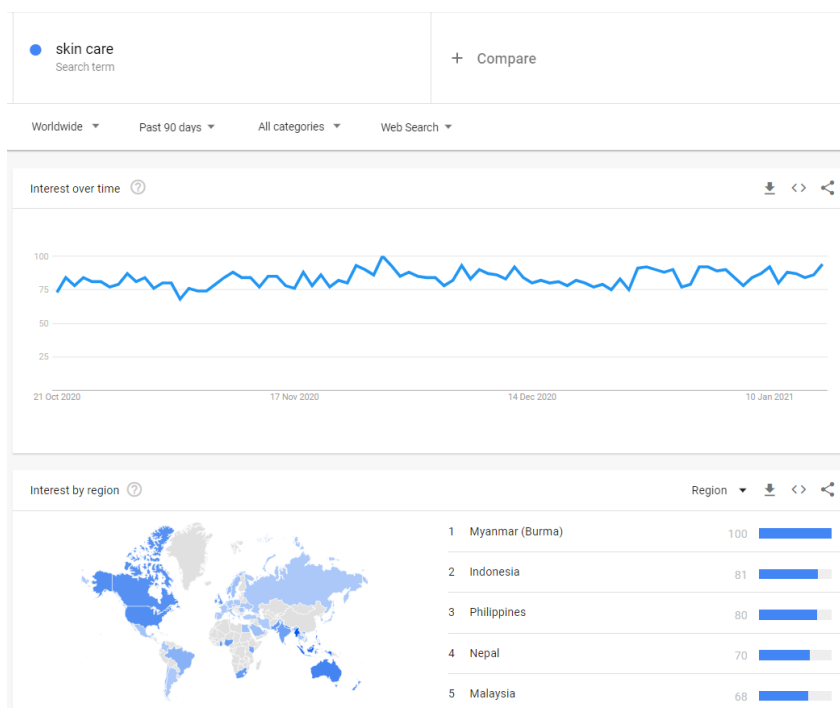 skin care
Search term
+ Compare
Worldwide
Past 90 days
All categories
Web Search
Interest over time ?
100
75
50
25
21 Oct 2020 17 Nov 2020 14 Dec 2020 10 Jan 2021
Interest by region ?
Region
1 Myanmar (Burma) 100
2 Indonesia 81
3 Philippines 80
4 Nepal 70
5 Malaysia 68